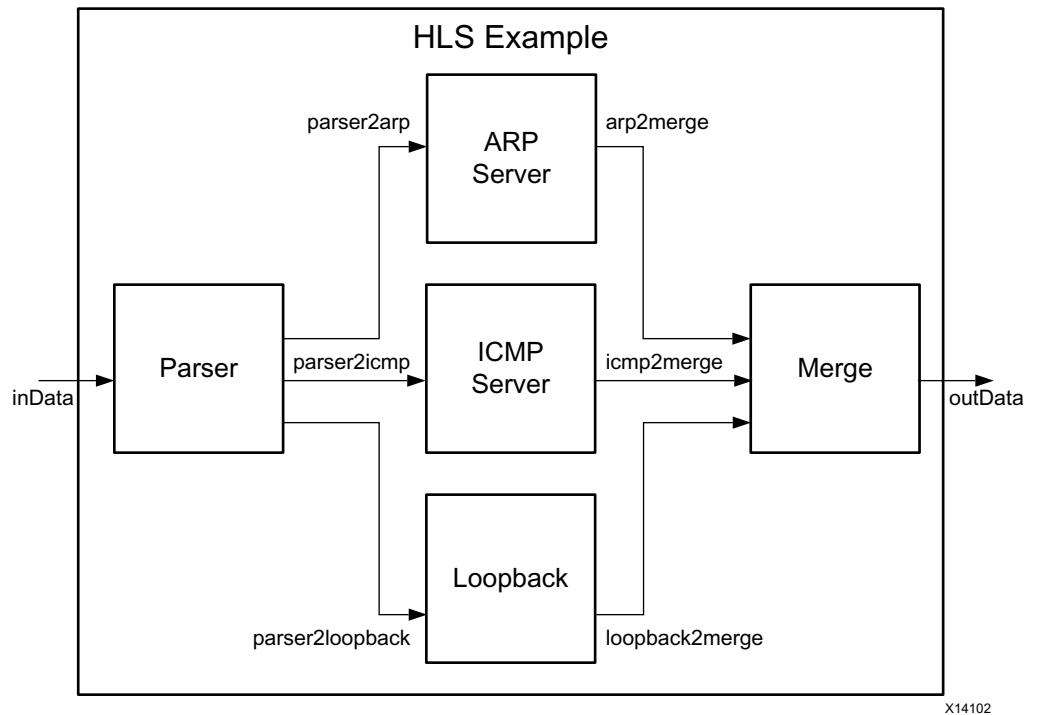 HLS Example
parser2arp
ARP
Server
arp2merge
Parser
parser2icmp
ICMP
Server
icmp2merge
Merge
inData
outData
Loopback
parser2loopback
loopback2merge
X14102